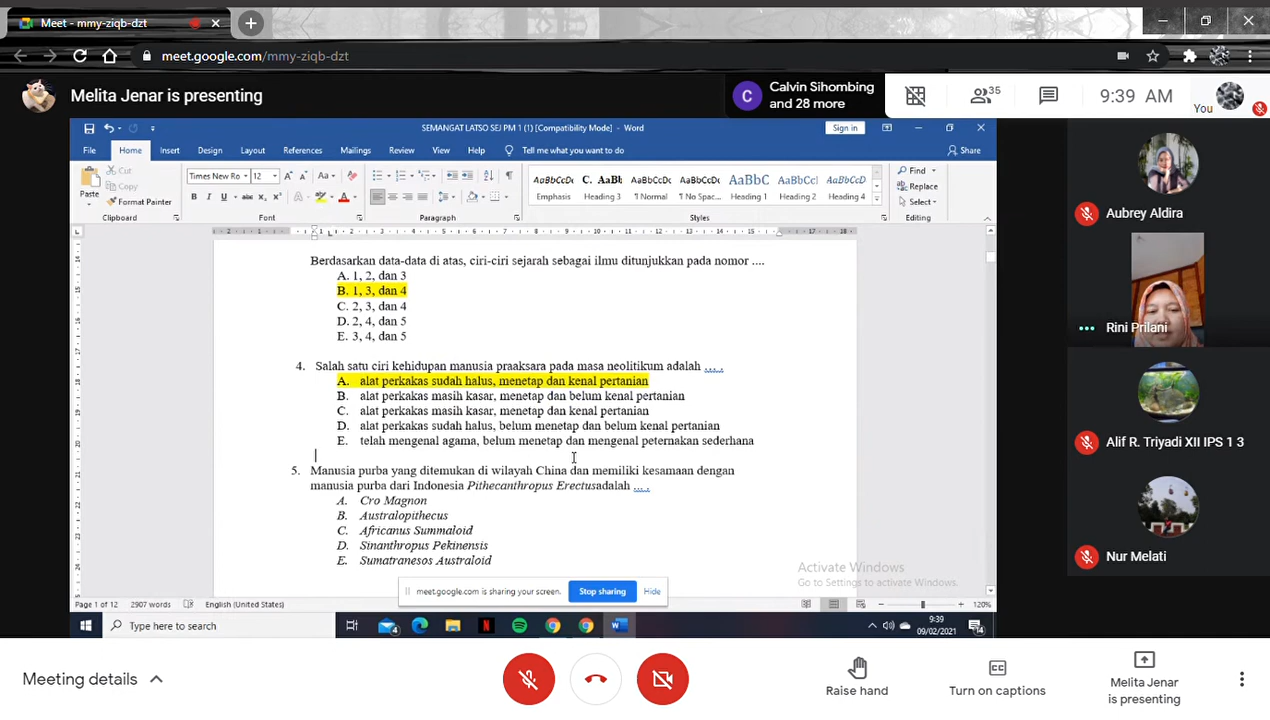 Meet - mmy-ziqb-dzt
meet.google.com/mmy-ziqb-dzt
Melita Jenar is presenting
C
Calvin Sihombing
and 28 more
35
9:39 AM
You
SEMANGAT LATSO SEJ PM 1 (1) [Compatibility Mode] - Word
Sign in
File Home Insert Design Layout References Mailings Review View Help Tell me what you want to do
Share
Paste
Cut
Copy
Format Painter
Clipboard
Times New Ro 12
Font
Paragraph
AaBbCcDc Emphasis
C. AaBb Heading 3
AaBbCcDc ¶ Normal
AaBbCcDc ¶ No Spac...
AaBbC Heading 1
AaBbCc] Heading 2
AaBbCcD Heading 4
Styles
Find
Replace
Select
Editing
Berdasarkan data-data di atas, ciri-ciri sejarah sebagai ilmu ditunjukkan pada nomor ....
A. 1, 2, dan 3
B. 1, 3, dan 4
C. 2, 3, dan 4
D. 2, 4, dan 5
E. 3, 4, dan 5
4. Salah satu ciri kehidupan manusia praaksara pada masa neolitikum adalah ... .
A. alat perkakas sudah halus, menetap dan kenal pertanian
B. alat perkakas masih kasar, menetap dan belum kenal pertanian
C. alat perkakas masih kasar, menetap dan kenal pertanian
D. alat perkakas sudah halus, belum menetap dan belum kenal pertanian
E. telah mengenal agama, belum menetap dan mengenal peternakan sederhana
5. Manusia purba yang ditemukan di wilayah China dan memiliki kesamaan dengan
manusia purba dari Indonesia Pithecanthropus Erectusadalah ... .
A. Cro Magnon
B. Australopithecus
C. Africanus Summaloid
D. Sinanthropus Pekinensis
E. Sumatranesos Australoid
Activate Windows
Go to Settings to activate Windows.
meet.google.com is sharing your screen.
Stop sharing
Hide
Page 1 of 12 2907 words English (United States)
120%
Type here to search
4
9:39
09/02/2021
14
Aubrey Aldira
Rini Prilani
Alif R. Triyadi XII IPS 1 3
Nur Melati
Meeting details
Raise hand
Turn on captions
Melita Jenar
is presenting